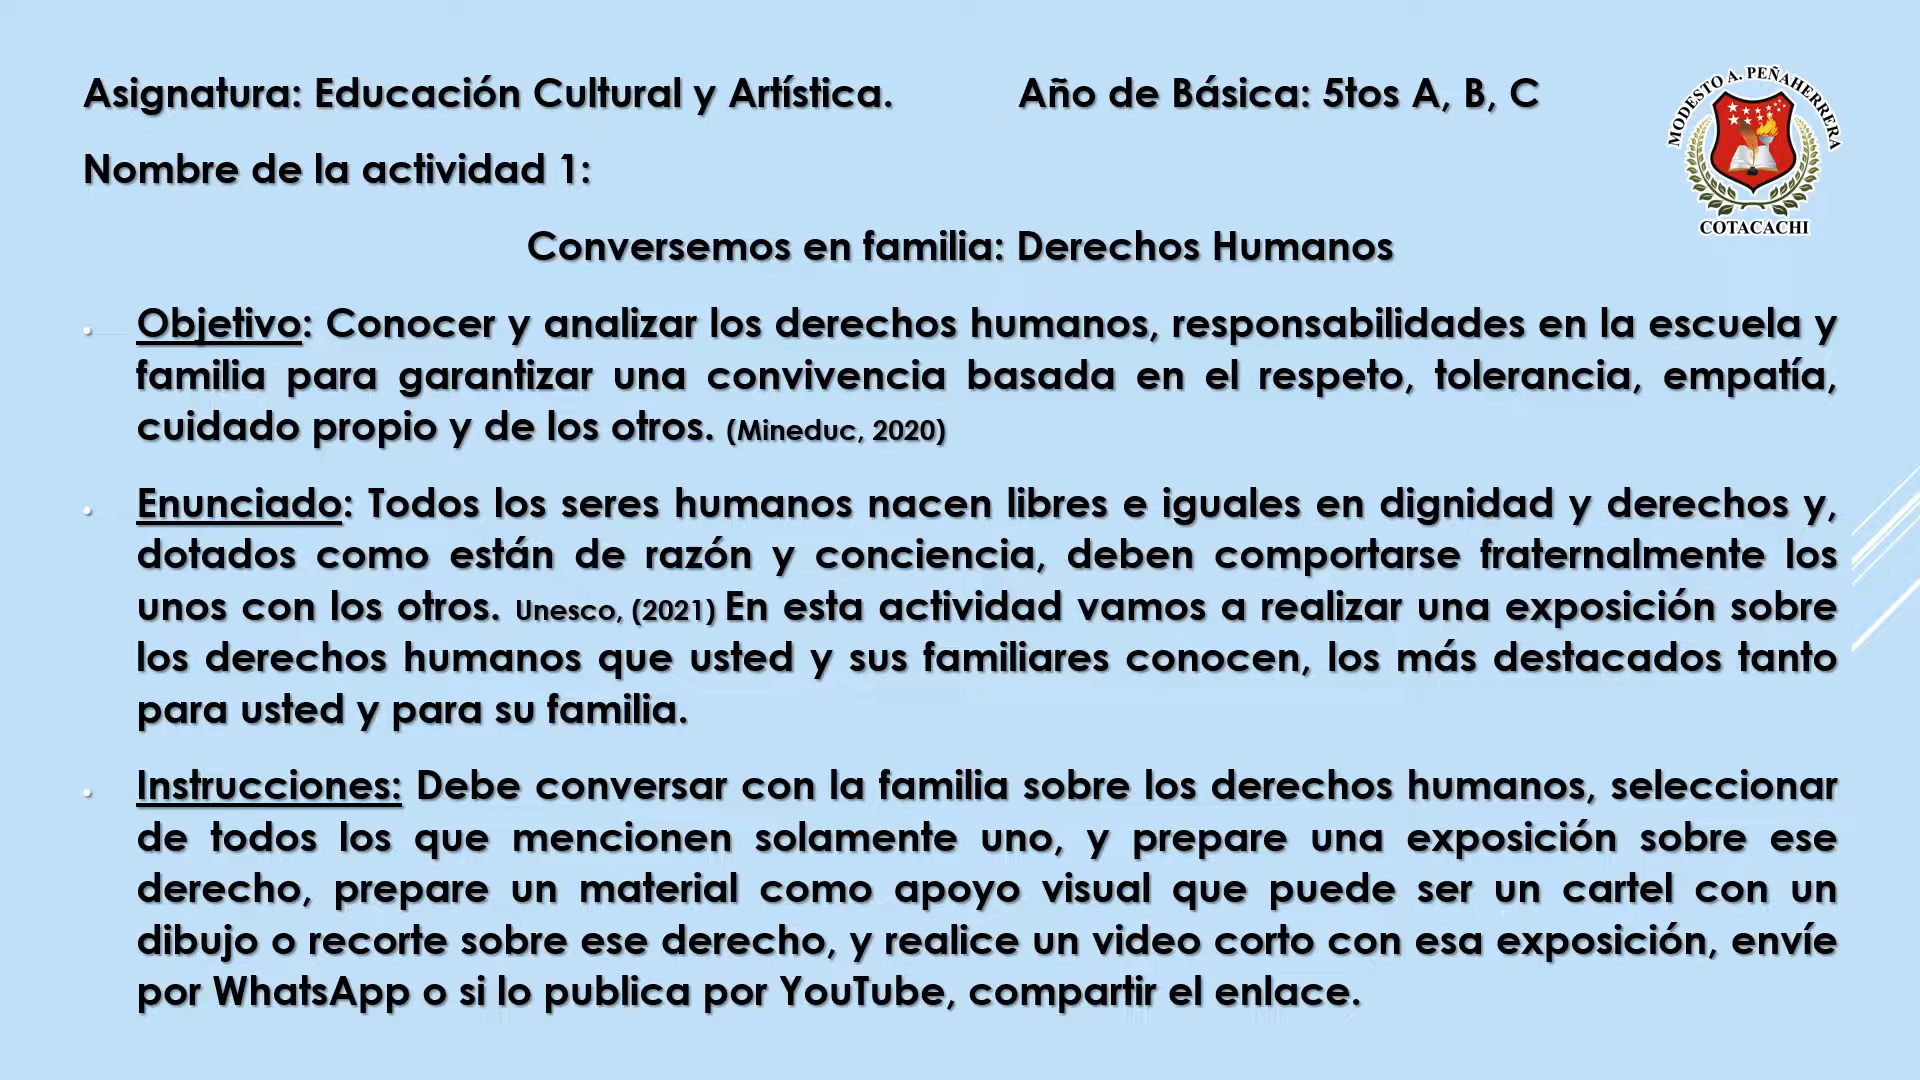 Asignatura: Educación Cultural y Artística. Año de Básica: 5tos A, B, C
MODESTO A. PEÑAHERRERA
COTACACHI
Nombre de la actividad 1:
Conversemos en familia: Derechos Humanos
• Objetivo: Conocer y analizar los derechos humanos, responsabilidades en la escuela y
familia para garantizar una convivencia basada en el respeto, tolerancia, empatía,
cuidado propio y de los otros. (Mineduc, 2020)
• Enunciado: Todos los seres humanos nacen libres e iguales en dignidad y derechos y,
dotados como están de razón y conciencia, deben comportarse fraternalmente los
unos con los otros. Unesco, (2021) En esta actividad vamos a realizar una exposición sobre
los derechos humanos que usted y sus familiares conocen, los más destacados tanto
para usted y para su familia.
• Instrucciones: Debe conversar con la familia sobre los derechos humanos, seleccionar
de todos los que mencionen solamente uno, y prepare una exposición sobre ese
derecho, prepare un material como apoyo visual que puede ser un cartel con un
dibujo o recorte sobre ese derecho, y realice un video corto con esa exposición, envíe
por WhatsApp o si lo publica por YouTube, compartir el enlace.